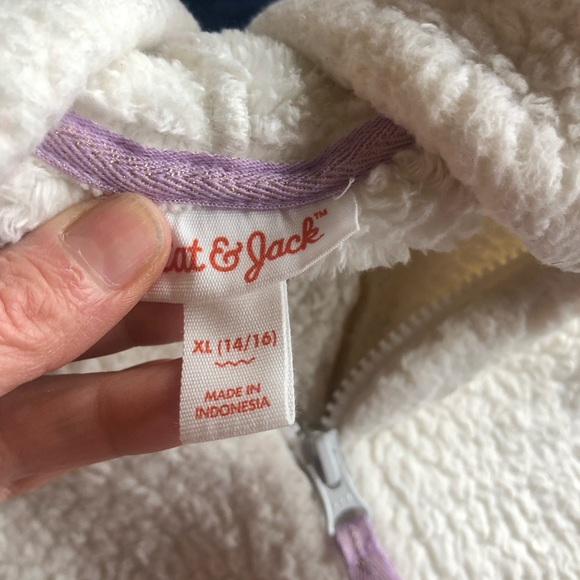 at & Jack™
XL (14/16)
MADE IN
INDONESIA